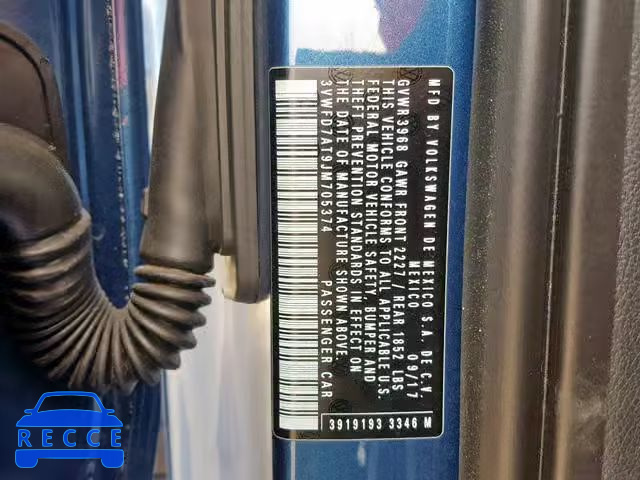 MFD BY VOLKSWAGEN DE MEXICO S.A. DE C.V.
MEXICO 09/17
GVWR3968 GAWR FRONT 2227/ REAR 1852 LBS
THIS VEHICLE CONFORMS TO ALL APPLICABLE U.S.
FEDERAL MOTOR VEHICLE SAFETY, BUMPER AND
THEFT PREVENTION STANDARDS IN EFFECT ON
THE DATE OF MANUFACTURE SHOWN ABOVE.
3VWFD7AT9JM705374 PASSENGER CAR
3919193 3346 M
RECCE